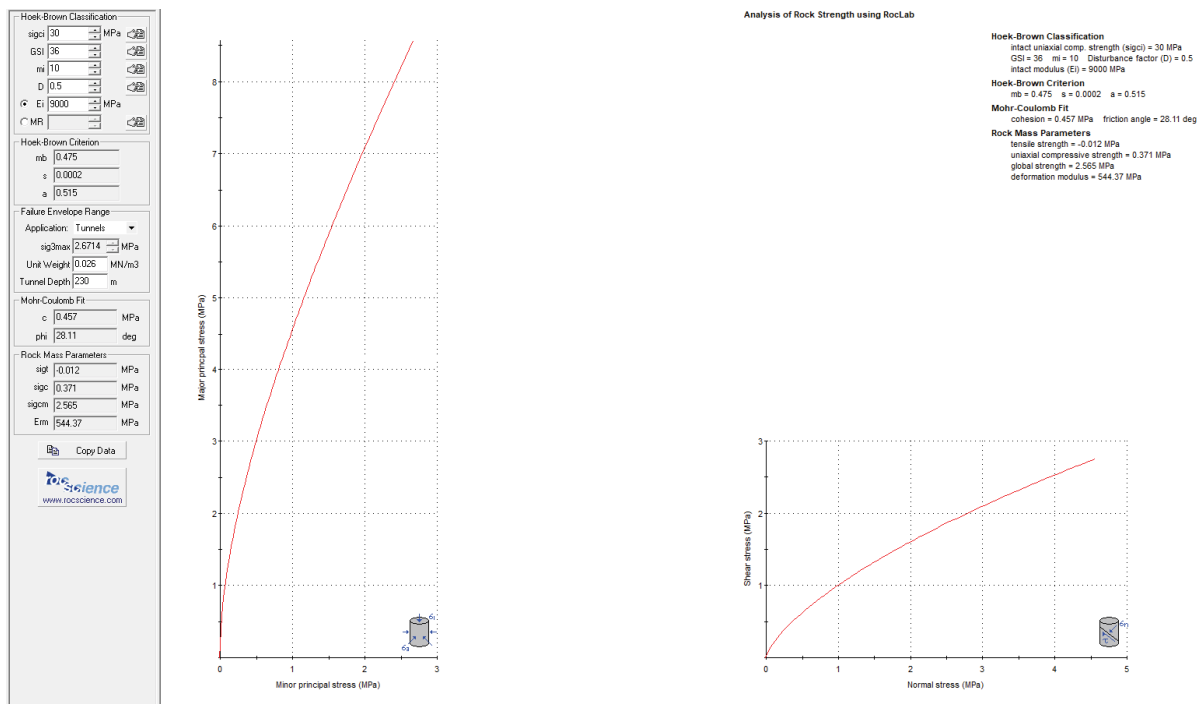 Hoek-Brown Classification
sigci 30 MPa
GSI 36
mi 10
D 0.5
Ei 9000 MPa
MR
Hoek-Brown Criterion
mb 0.475
s 0.0002
a 0.515
Failure Envelope Range
Application: Tunnels
sig3max 2.6714 MPa
Unit Weight 0.026 MN/m3
Tunnel Depth 230 m
Mohr-Coulomb Fit
c 0.457 MPa
phi 28.11 deg
Rock Mass Parameters
sigt -0.012 MPa
sigc 0.371 MPa
sigcm 2.565 MPa
Erm 544.37 MPa
Copy Data
rocscience
www.rocscience.com
Major princpal stress (MPa)
8
7
6
5
4
3
2
1
0
0 1 2 3
Minor principal stress (MPa)
σ1
σ3
Analysis of Rock Strength using RocLab
Hoek-Brown Classification
intact uniaxial comp. strength (sigci) = 30 MPa
GSI = 36 mi = 10 Disturbance factor (D) = 0.5
intact modulus (Ei) = 9000 MPa
Hoek-Brown Criterion
mb = 0.475 s = 0.0002 a = 0.515
Mohr-Coulomb Fit
cohesion = 0.457 MPa friction angle = 28.11 deg
Rock Mass Parameters
tensile strength = -0.012 MPa
uniaxial compressive strength = 0.371 MPa
global strength = 2.565 MPa
deformation modulus = 544.37 MPa
Shear stress (MPa)
3
2
1
0 1 2 3 4 5
Normal stress (MPa)
σn
τ